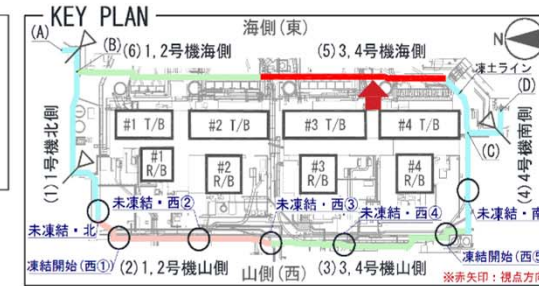 KEY PLAN
海側(東)
N
(A)
(B)
(6) 1,2号機海側
(5) 3,4号機海側
凍土ライン
(D)
#1 T/B
#2 T/B
#3 T/B
#4 T/B
(C)
(1) 1号機北側
#1
R/B
#2
R/B
#3
R/B
#4
R/B
(4) 4号機南側
未凍結・北
未凍結・西②
未凍結・西③
未凍結・西④
未凍結・南
凍結開始(西①)
(2) 1,2号機山側
山側(西)
(3) 3,4号機山側
凍結開始(西⑤
※赤矢印：視点方向